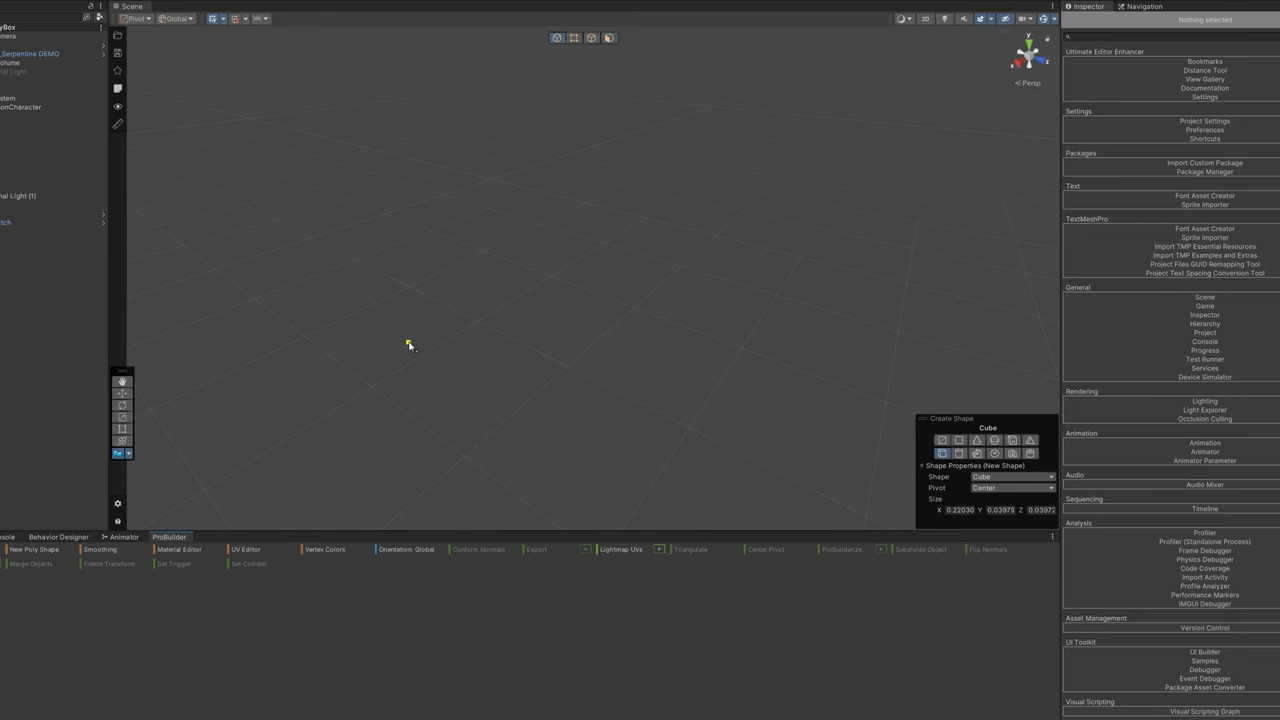 Scene
Inspector
Navigation
Pivot
Global
2D
Nothing selected
yBox
mera
_Serpentine DEMO
olume
nal Light
stem
onCharacter
nal Light (1)
tch
y
x
z
< Persp
Ultimate Editor Enhancer
Bookmarks
Distance Tool
View Gallery
Documentation
Settings
Settings
Project Settings
Preferences
Shortcuts
Packages
Import Custom Package
Package Manager
Text
Font Asset Creator
Sprite Importer
TextMeshPro
Font Asset Creator
Sprite Importer
Import TMP Essential Resources
Import TMP Examples and Extras
Project Files GUID Remapping Tool
Project Text Spacing Conversion Tool
General
Scene
Game
Inspector
Hierarchy
Project
Console
Progress
Test Runner
Services
Device Simulator
Rendering
Lighting
Light Explorer
Occlusion Culling
Animation
Animation
Animator
Animator Parameter
Audio
Audio Mixer
Sequencing
Timeline
Analysis
Profiler
Profiler (Standalone Process)
Frame Debugger
Physics Debugger
Code Coverage
Import Activity
Profile Analyzer
Performance Markers
IMGUI Debugger
Asset Management
Version Control
UI Toolkit
UI Builder
Samples
Debugger
Event Debugger
Package Asset Converter
Visual Scripting
Visual Scripting Graph
Create Shape
Cube
Shape Properties (New Shape)
Shape Cube
Pivot Center
Size
X 0.22030 Y 0.03978 Z 0.03972
sole
Behavior Designer
Animator
ProBuilder
New Poly Shape
Smoothing
Material Editor
UV Editor
Vertex Colors
Orientation: Global
Conform Normals
Export
Lightmap UVs
Triangulate
Center Pivot
ProBuilderize
Subdivide Object
Flip Normals
Merge Objects
Freeze Transform
Set Trigger
Set Collider